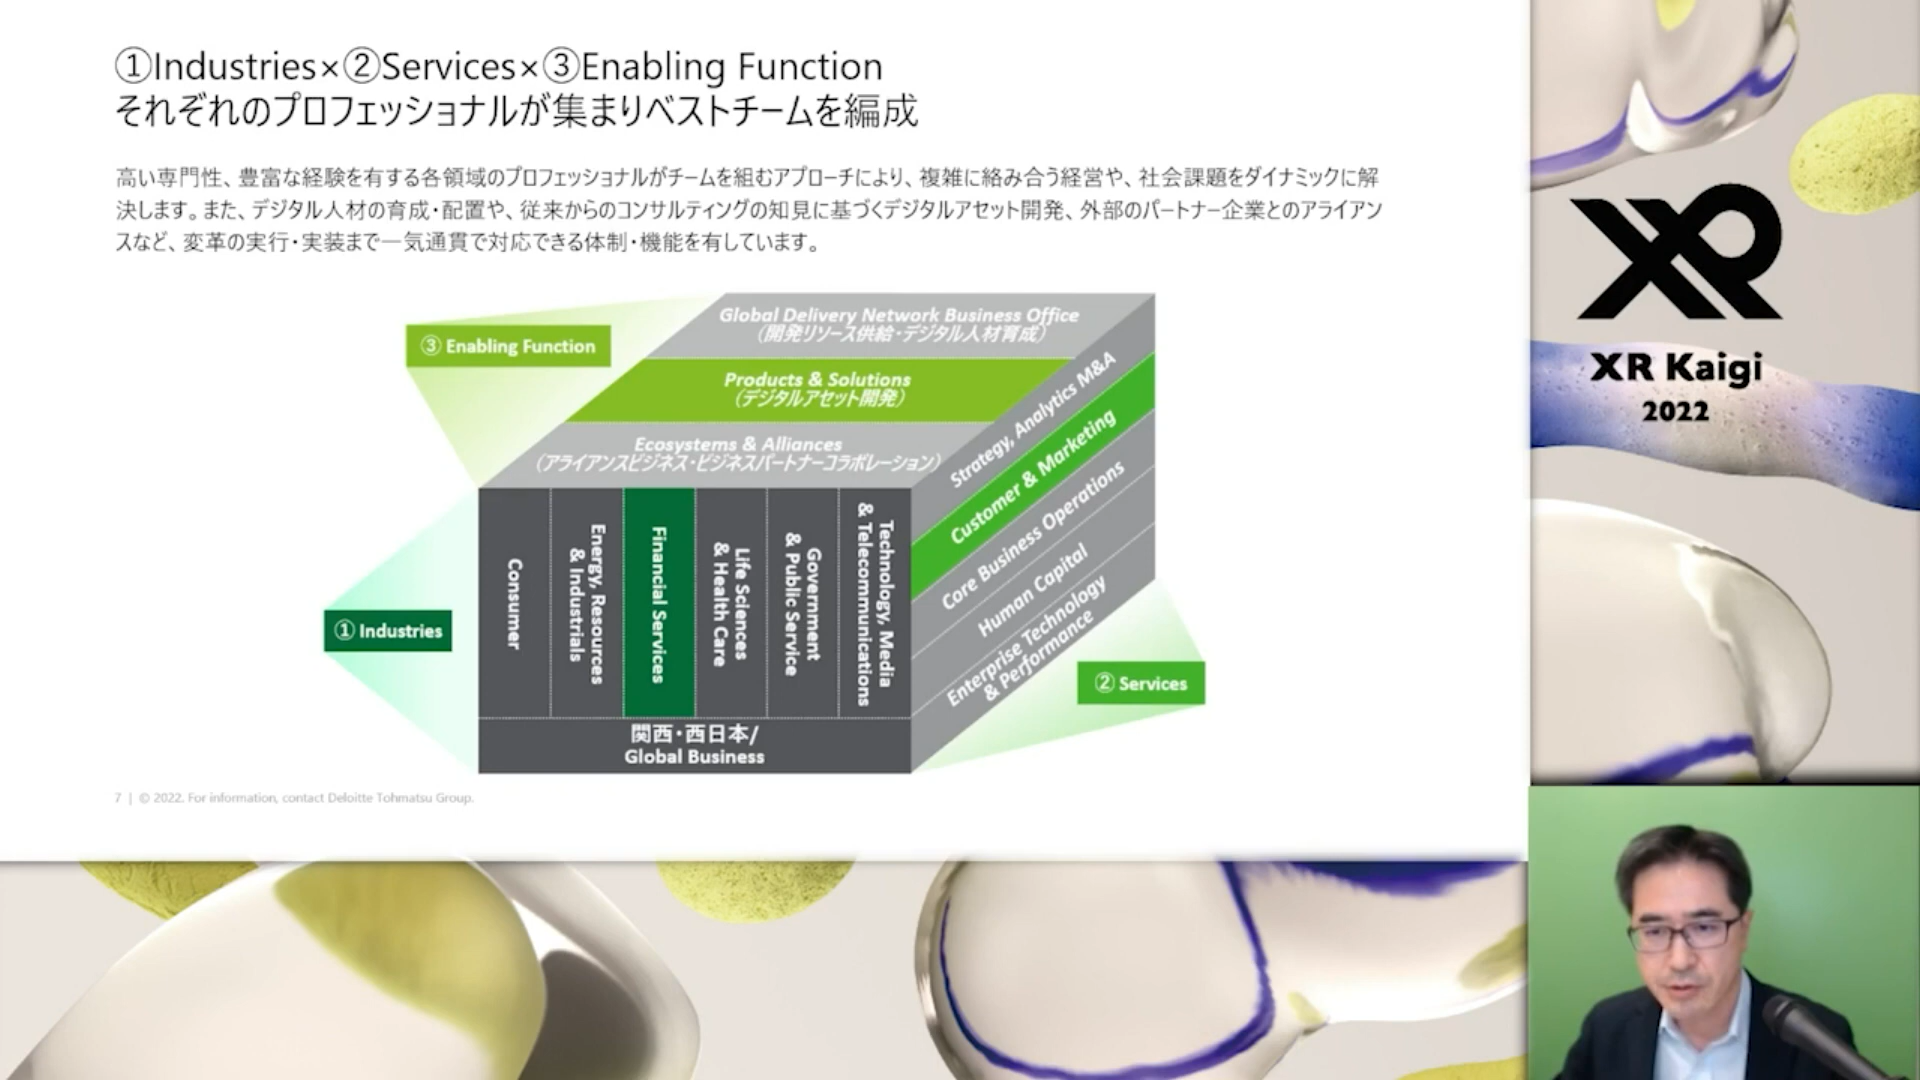 ①Industries×②Services×③Enabling Function
それぞれのプロフェッショナルが集まりベストチームを編成
高い専門性、豊富な経験を有する各領域のプロフェッショナルがチームを組むアプローチにより、複雑に絡み合う経営や、社会課題をダイナミックに解
決します。また、デジタル人材の育成・配置や、従来からのコンサルティングの知見に基づくデジタルアセット開発、外部のパートナー企業とのアライアン
スなど、変革の実行・実装まで一気通貫で対応できる体制・機能を有しています。
③ Enabling Function
Global Delivery Network Business Office
（開発リソース供給・デジタル人材育成）
Products & Solutions
（デジタルアセット開発）
Ecosystems & Alliances
（アライアンスビジネス・ビジネスパートナーコラボレーション）
Strategy, Analytics M&A
Customer & Marketing
Core Business Operations
Human Capital
Enterprise Technology
& Performance
② Services
① Industries
Consumer
Energy, Resources
& Industrials
Financial Services
Life Sciences
& Health Care
Government
& Public Service
Technology, Media
& Telecommunications
関西・西日本/
Global Business
7 | © 2022. For information, contact Deloitte Tohmatsu Group.
XR
XR Kaigi
2022